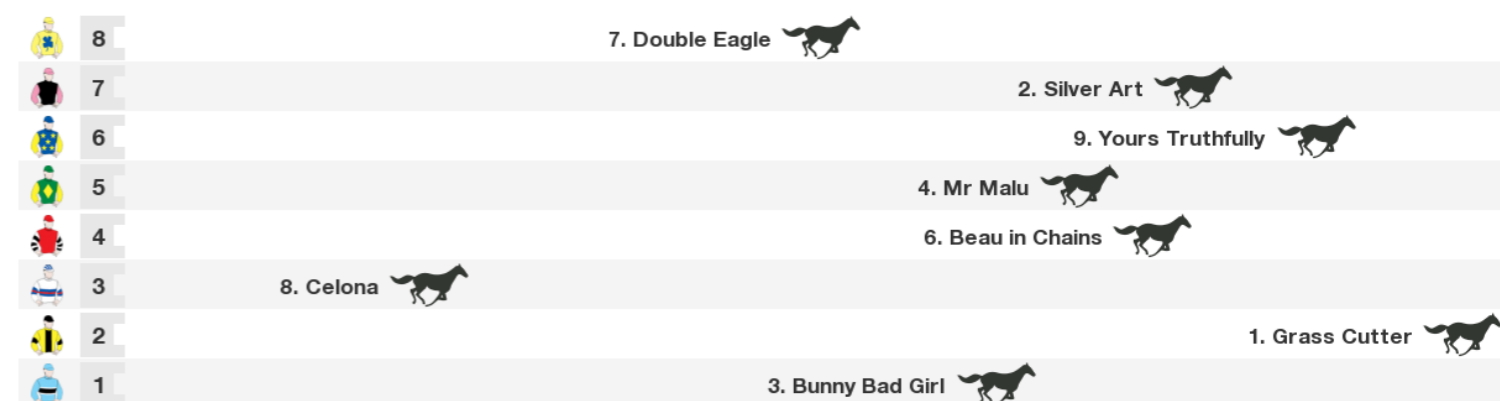 8 7. Double Eagle
7 2. Silver Art
6 9. Yours Truthfully
5 4. Mr Malu
4 6. Beau in Chains
3 8. Celona
2 1. Grass Cutter
1 3. Bunny Bad Girl